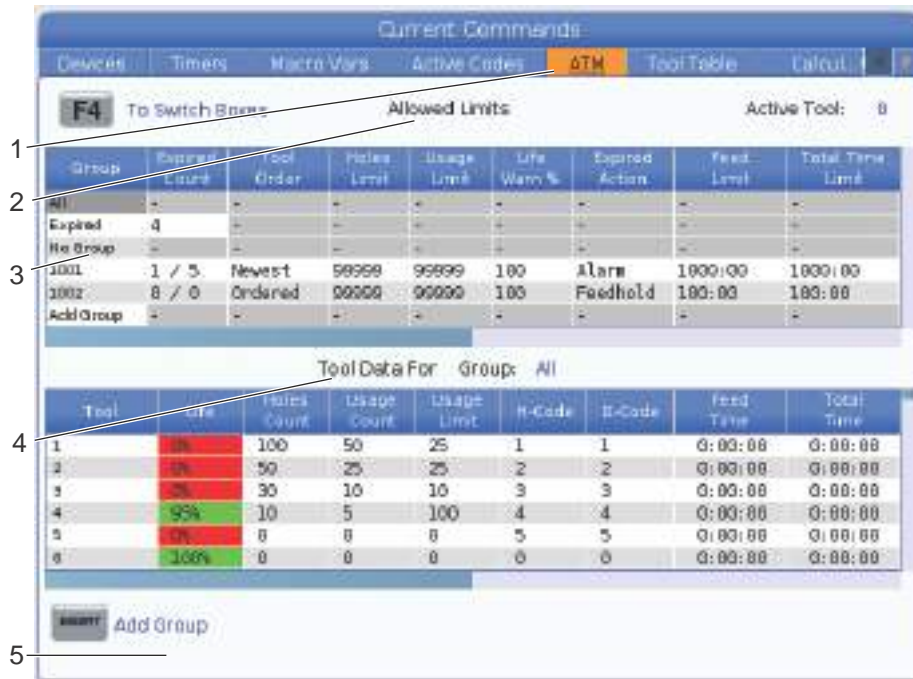 Current Commands
Devices Timers Macro Vars Active Codes ATM Tool Table Calcul
F4 To Switch Boxes Allowed Limits Active Tool: 0
1
Group Expired Count Tool Order Holes Limit Usage Limit Life Warn % Expired Action Feed Limit Total Time Limit
2
All - - - - - - - -
Expired 4 - - - - - - -
No Group - - - - - - - -
3
1001 1 / 5 Newest 99999 99999 100 Alarm 1000:00 1000:00
1002 0 / 0 Ordered 99999 99999 100 Feedhold 100:00 100:00
Add Group - - - - - - - -
Tool Data For Group: All
Tool Life Holes Count Usage Count Usage Limit H-Code D-Code Feed Time Total Time
4
1 0% 100 50 25 1 1 0:00:00 0:00:00
2 0% 50 25 25 2 2 0:00:00 0:00:00
3 0% 30 10 10 3 3 0:00:00 0:00:00
4 95% 10 5 100 4 4 0:00:00 0:00:00
5 0% 0 0 0 5 5 0:00:00 0:00:00
6 100% 0 0 0 0 0 0:00:00 0:00:00
INSERT Add Group
5